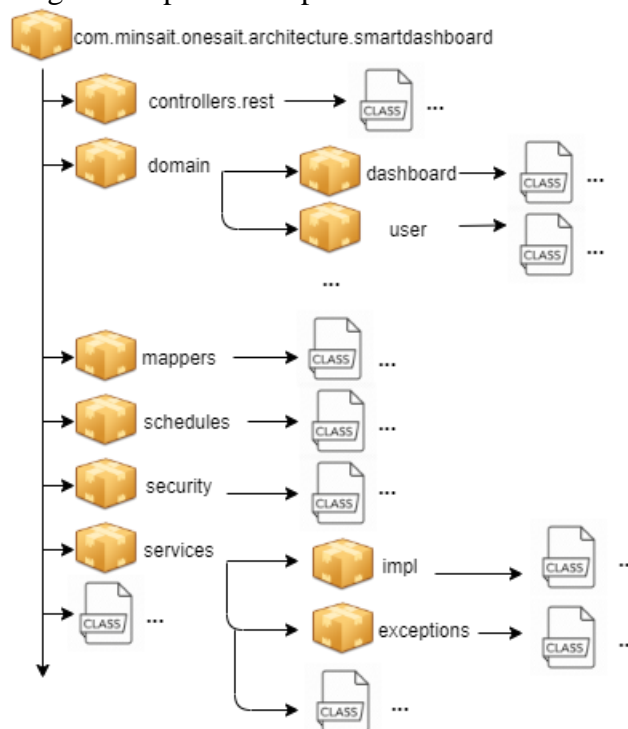 com.minsait.onesait.architecture.smartdashboard
controllers.rest
CLASS
...
domain
dashboard
CLASS
...
user
CLASS
...
...
mappers
CLASS
...
schedules
CLASS
...
security
CLASS
...
services
impl
CLASS
CLASS
...
exceptions
CLASS
CLASS
...